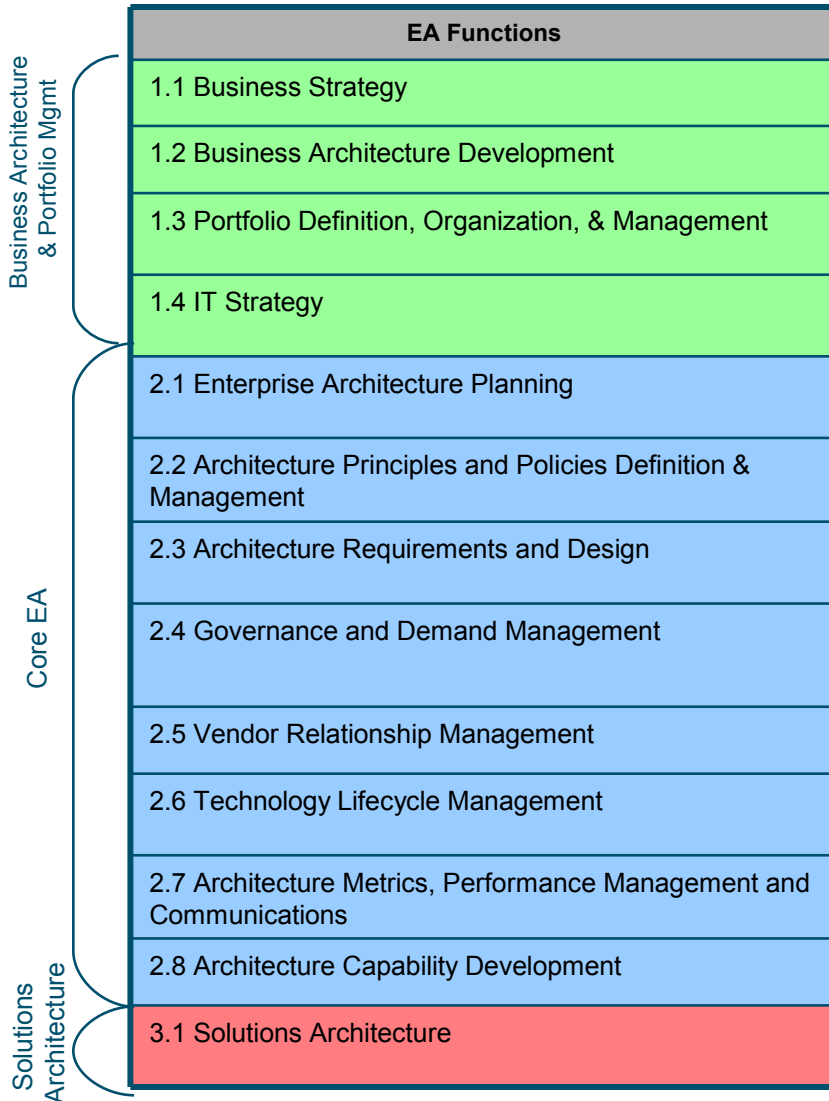 EA Functions
Business Architecture
& Portfolio Mgmt
1.1 Business Strategy
1.2 Business Architecture Development
1.3 Portfolio Definition, Organization, & Management
1.4 IT Strategy
Core EA
2.1 Enterprise Architecture Planning
2.2 Architecture Principles and Policies Definition &
Management
2.3 Architecture Requirements and Design
2.4 Governance and Demand Management
2.5 Vendor Relationship Management
2.6 Technology Lifecycle Management
2.7 Architecture Metrics, Performance Management and
Communications
2.8 Architecture Capability Development
Solutions
Architecture
3.1 Solutions Architecture